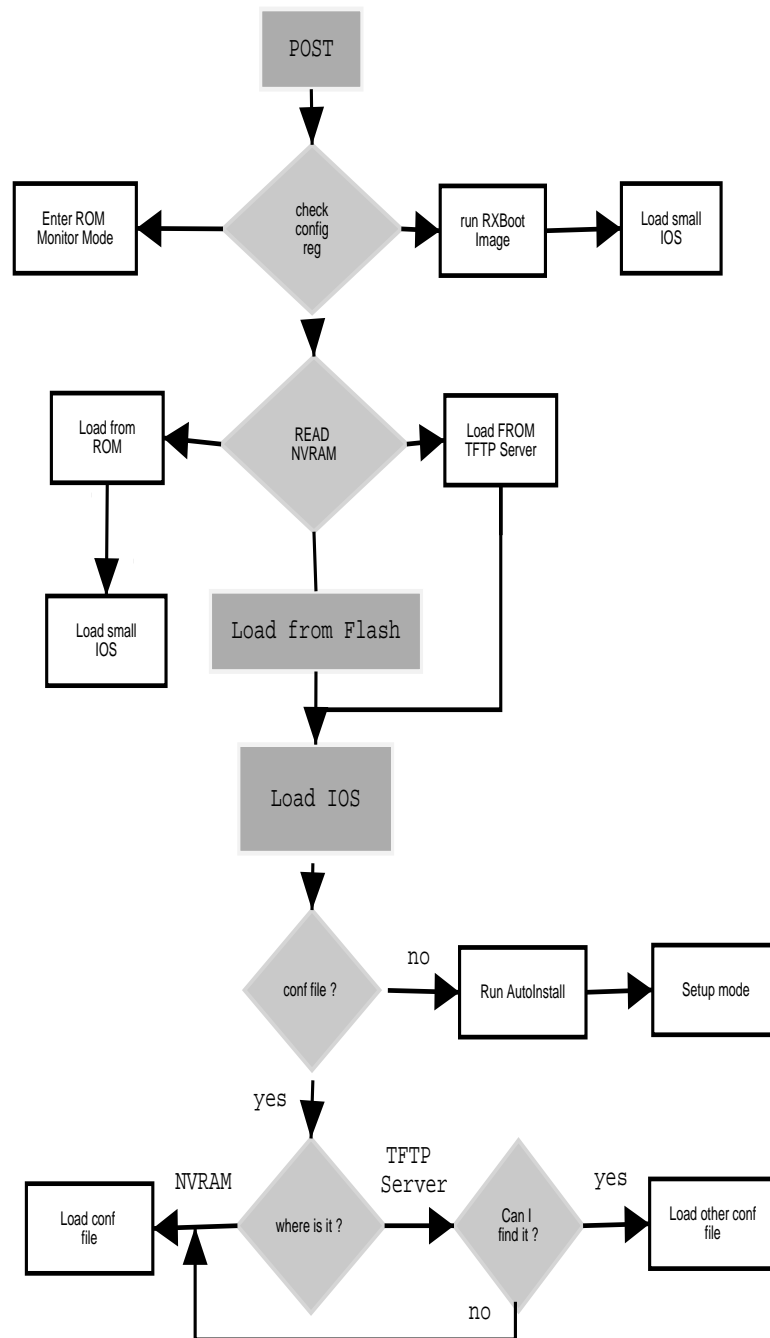 POST
check
config
reg
Enter ROM
Monitor Mode
run RXBoot
Image
Load small
IOS
READ
NVRAM
Load from
ROM
Load FROM
TFTP Server
Load small
IOS
Load from Flash
Load IOS
conf file ?
no
Run AutoInstall
Setup mode
yes
where is it ?
NVRAM
Load conf
file
TFTP
Server
Can I
find it ?
yes
Load other conf
file
no